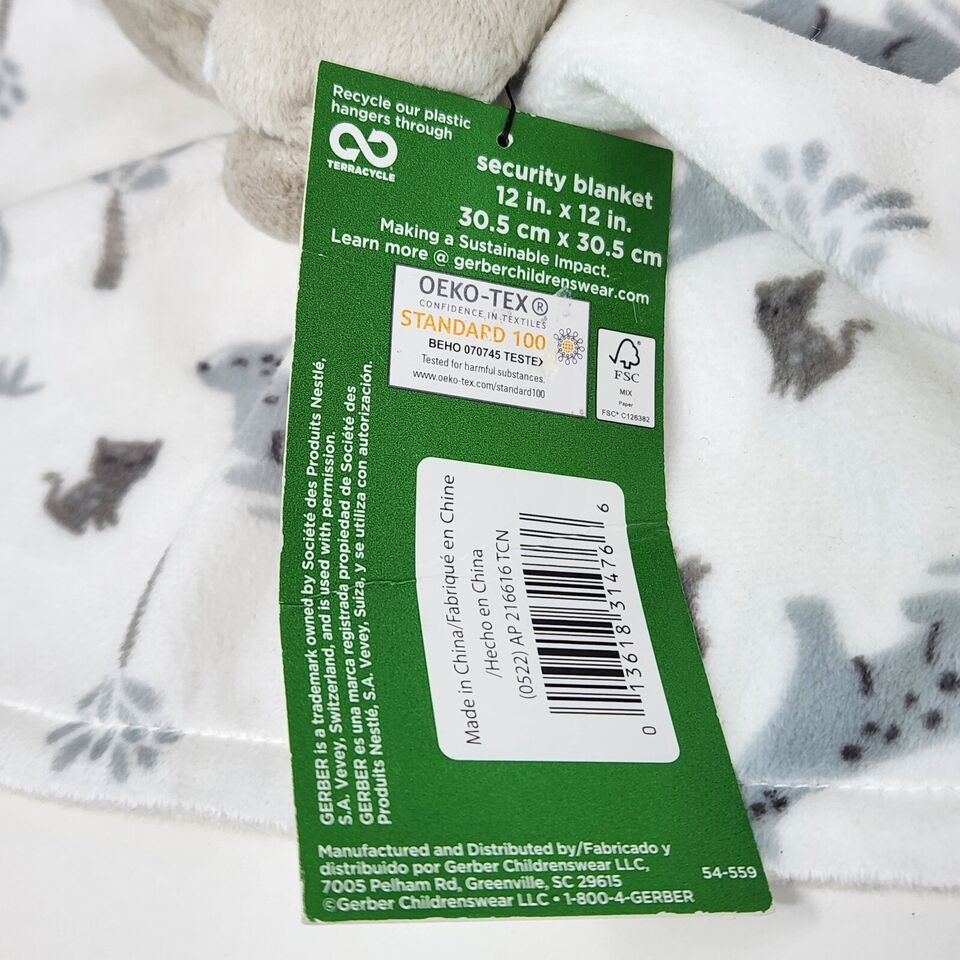 Recycle our plastic
hangers through
TERRACYCLE
security blanket
12 in. x 12 in.
30.5 cm x 30.5 cm
Making a Sustainable Impact.
Learn more @ gerberchildrenswear.com
OEKO-TEX®
CONFIDENCE IN TEXTILES
STANDARD 100
BEHO 070745 TESTEX
Tested for harmful substances.
www.oeko-tex.com/standard100
FSC
MIX
Paper
FSC® C126382
Made in China/Fabriqué en Chine
/Hecho en China
(0522) AP 216616 TCN
0 13618 31476 6
GERBER is a trademark owned by Société des Produits Nestlé,
S.A. Vevey, Switzerland, and is used with permission.
GERBER es una marca registrada propiedad de Société des
Produits Nestlé, S.A. Vevey, Suiza, y se utiliza con autorización.
Manufactured and Distributed by/Fabricado y
distribuido por Gerber Childrenswear LLC,
7005 Pelham Rd, Greenville, SC 29615
©Gerber Childrenswear LLC • 1-800-4-GERBER
54-559